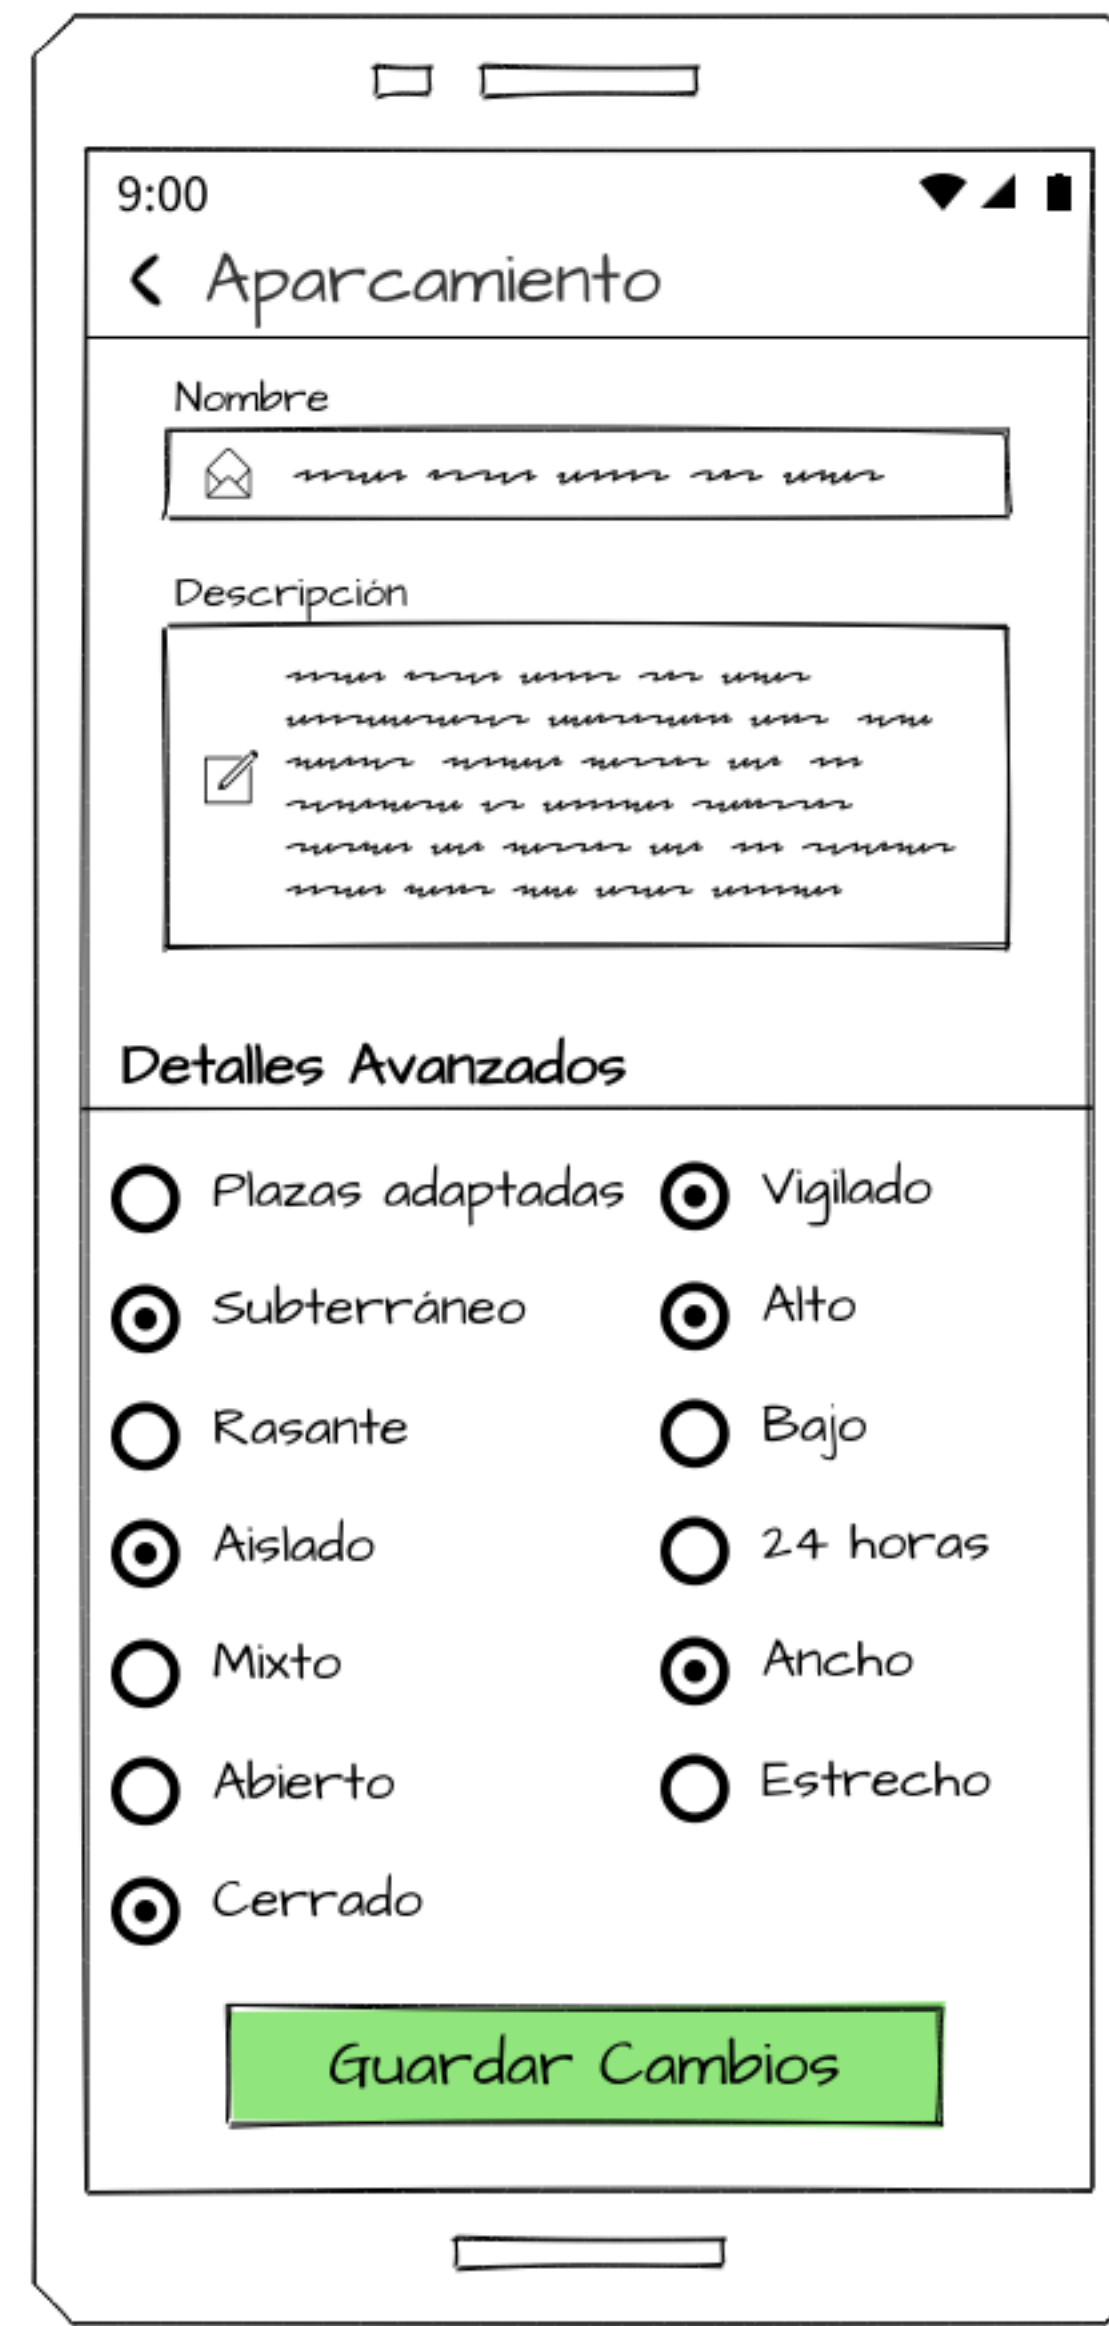 9:00
Aparcamiento
Nombre
Descripción
Detalles Avanzados
Plazas adaptadas
Vigilado
Subterráneo
Alto
Rasante
Bajo
Aislado
24 horas
Mixto
Ancho
Abierto
Estrecho
Cerrado
Guardar Cambios